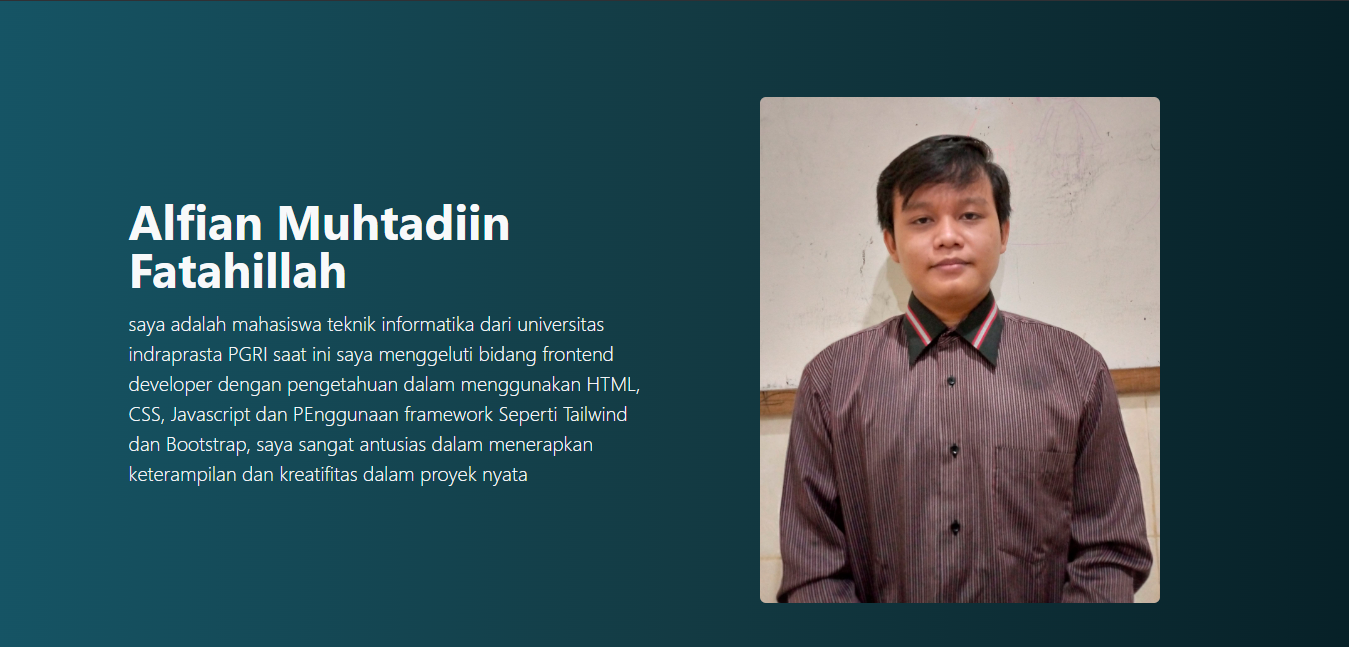 Alfian Muhtadiin
Fatahillah
saya adalah mahasiswa teknik informatika dari universitas
indraprasta PGRI saat ini saya menggeluti bidang frontend
developer dengan pengetahuan dalam menggunakan HTML,
CSS, Javascript dan PEnggunaan framework Seperti Tailwind
dan Bootstrap, saya sangat antusias dalam menerapkan
keterampilan dan kreatifitas dalam proyek nyata